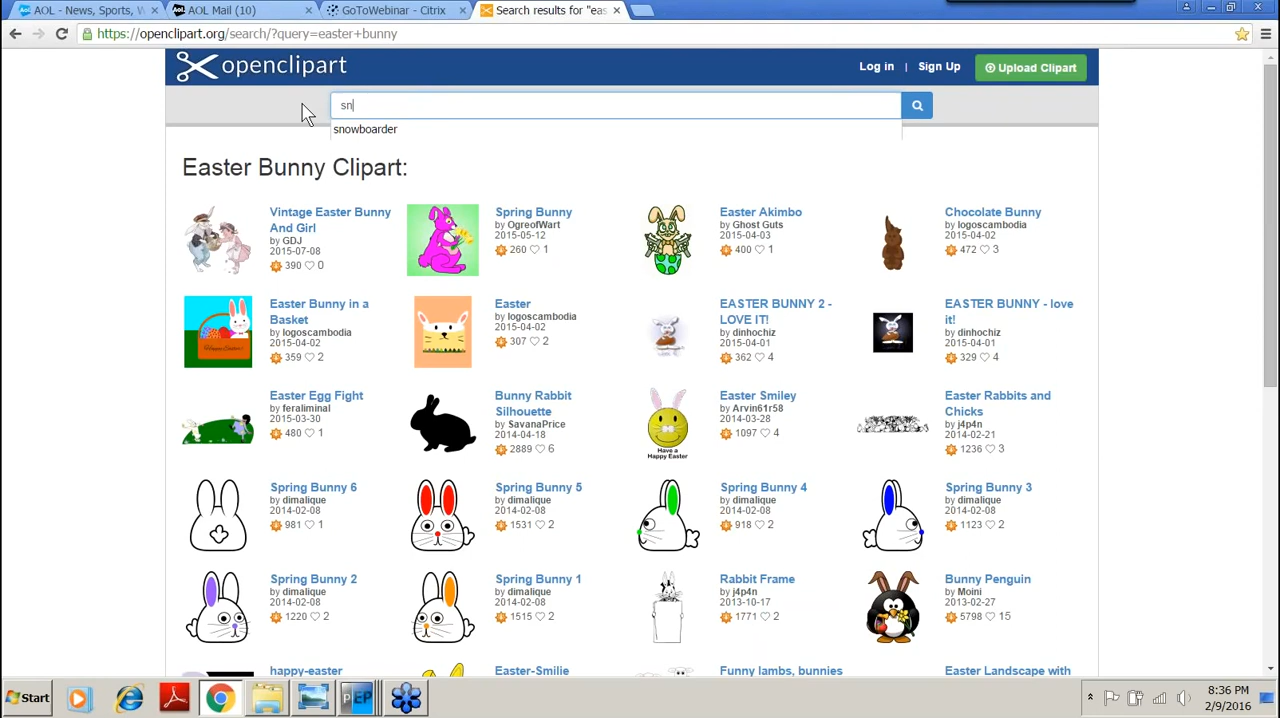 AOL - News, Sports, W
AOL Mail (10)
GoToWebinar - Citrix
Search results for "eas
https://openclipart.org/search/?query=easter+bunny
openclipart
Log in | Sign Up
Upload Clipart
sn
snowboarder
Easter Bunny Clipart:
Vintage Easter Bunny
And Girl
by GDJ
2015-07-08
390 0
Spring Bunny
by OgreofWart
2015-05-12
260 1
Easter Akimbo
by Ghost Guts
2015-04-03
400 1
Chocolate Bunny
by logoscambodia
2015-04-02
472 3
Easter Bunny in a
Basket
by logoscambodia
2015-04-02
359 2
Easter
by logoscambodia
2015-04-02
307 2
EASTER BUNNY 2 -
LOVE IT!
by dinhochiz
2015-04-01
362 4
EASTER BUNNY - love
it!
by dinhochiz
2015-04-01
329 4
Easter Egg Fight
by feraliminal
2015-03-30
480 1
Bunny Rabbit
Silhouette
by SavanaPrice
2014-04-18
2889 6
Have a
Happy Easter
Easter Smiley
by Arvin61r58
2014-03-28
1097 4
Easter Rabbits and
Chicks
by j4p4n
2014-02-21
1236 3
Spring Bunny 6
by dimalique
2014-02-08
981 1
Spring Bunny 5
by dimalique
2014-02-08
1531 2
Spring Bunny 4
by dimalique
2014-02-08
918 2
Spring Bunny 3
by dimalique
2014-02-08
1123 2
Spring Bunny 2
by dimalique
2014-02-08
1220 2
Spring Bunny 1
by dimalique
2014-02-08
1515 2
Rabbit Frame
by j4p4n
2013-10-17
1771 2
Bunny Penguin
by Moini
2013-02-27
5798 15
happy-easter
Easter-Smilie
Funny lambs, bunnies
Easter Landscape with
Start
PEP
8:36 PM
2/9/2016